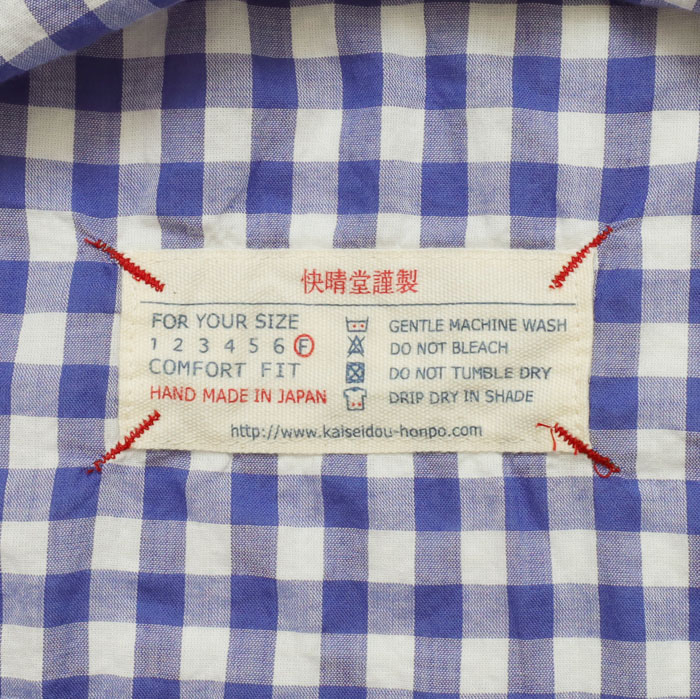 快晴堂謹製
FOR YOUR SIZE
1 2 3 4 5 6 F
COMFORT FIT
HAND MADE IN JAPAN
GENTLE MACHINE WASH
DO NOT BLEACH
DO NOT TUMBLE DRY
DRIP DRY IN SHADE
http://www.kaiseidou-honpo.com